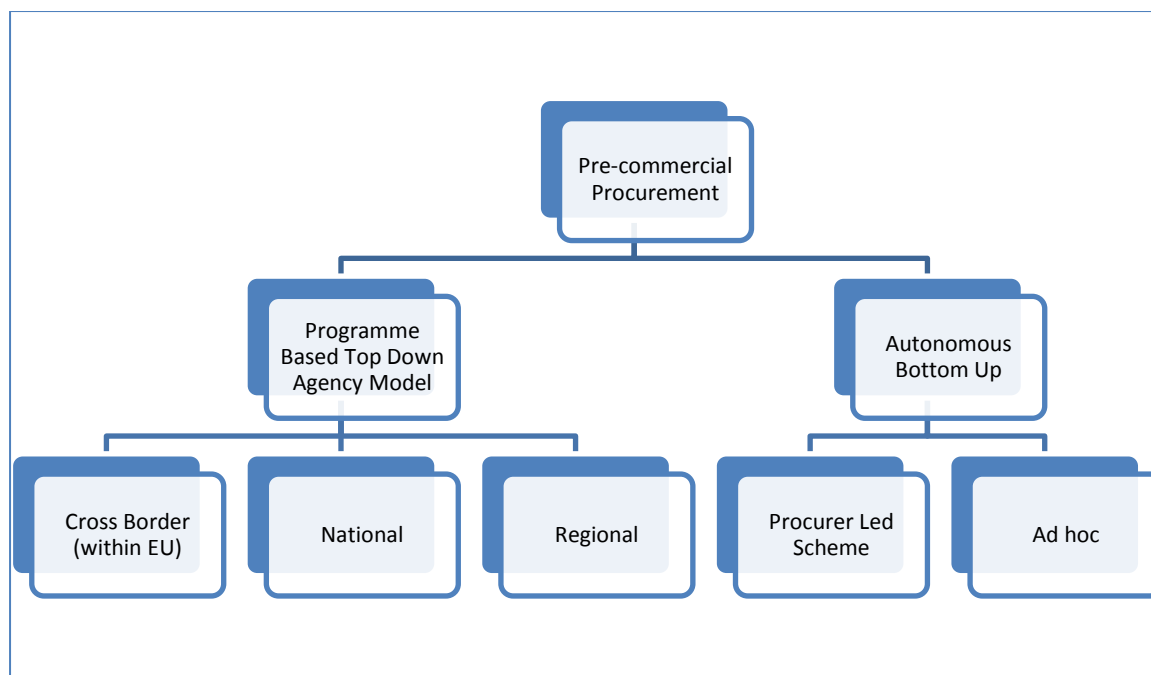 Pre-commercial
Procurement
Programme
Based Top Down
Agency Model
Autonomous
Bottom Up
Cross Border
(within EU)
National
Regional
Procurer Led
Scheme
Ad hoc